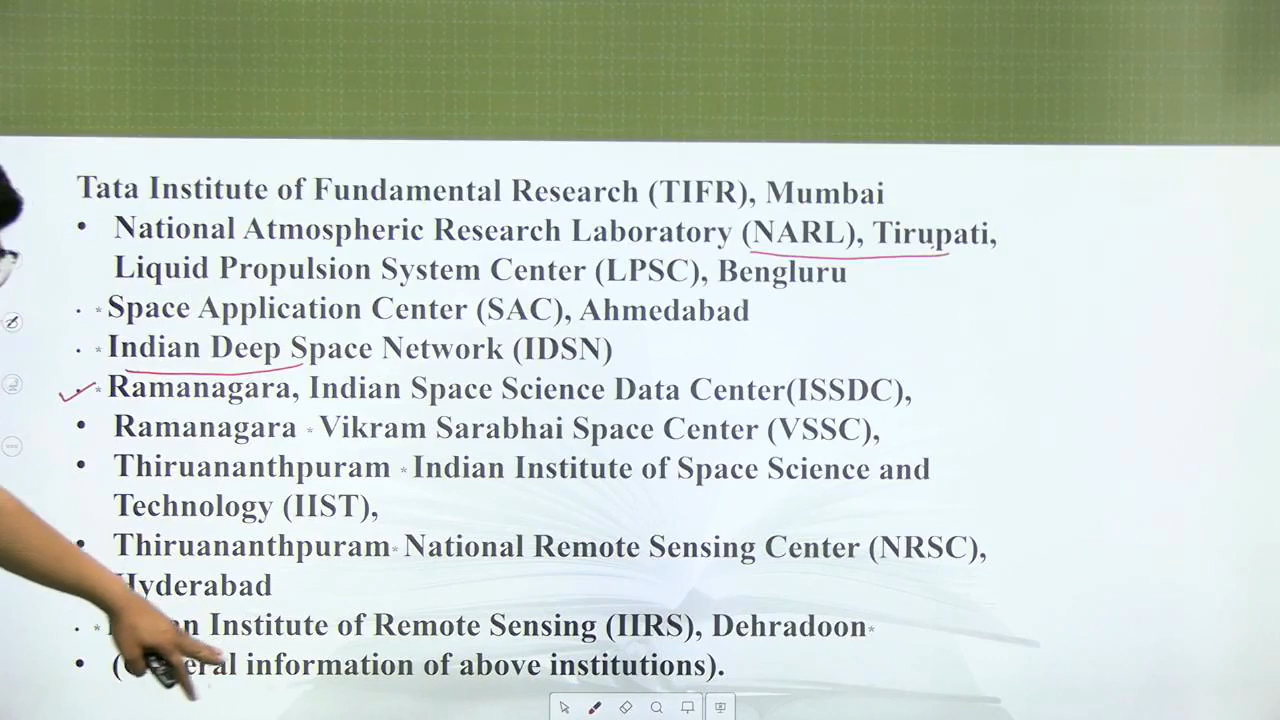 Tata Institute of Fundamental Research (TIFR), Mumbai
• National Atmospheric Research Laboratory (NARL), Tirupati,
Liquid Propulsion System Center (LPSC), Bengluru
• * Space Application Center (SAC), Ahmedabad
• * Indian Deep Space Network (IDSN)
• * Ramanagara, Indian Space Science Data Center(ISSDC),
• Ramanagara * Vikram Sarabhai Space Center (VSSC),
• Thiruananthpuram * Indian Institute of Space Science and
Technology (IIST),
• Thiruananthpuram* National Remote Sensing Center (NRSC),
Hyderabad
• * Institute of Remote Sensing (IIRS), Dehradoon*
• information of above institutions).